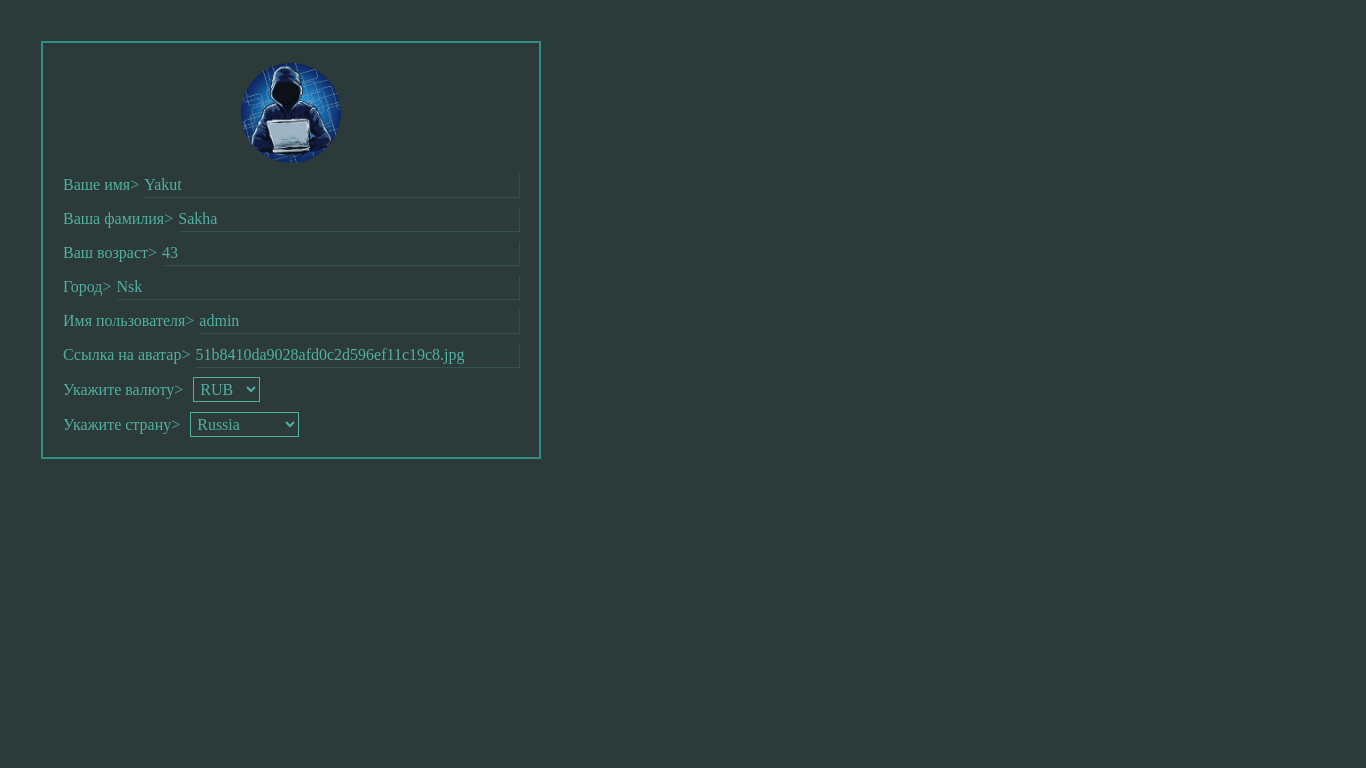 Ваше имя> Yakut
Ваша фамилия> Sakha
Ваш возраст> 43
Город> Nsk
Имя пользователя> admin
Ссылка на аватар> 51b8410da9028afd0c2d596ef11c19c8.jpg
Укажите валюту> RUB
Укажите страну> Russia